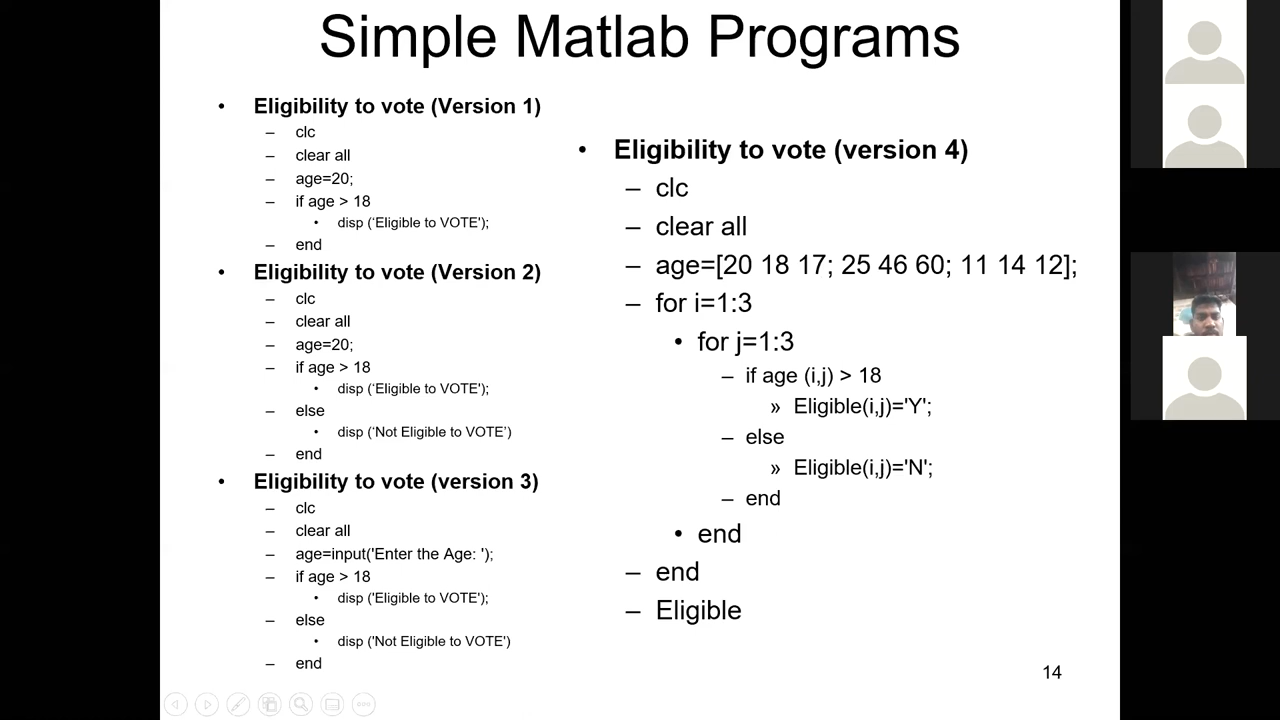 Simple Matlab Programs
• Eligibility to vote (Version 1)
– clc
– clear all
– age=20;
– if age > 18
• disp (‘Eligible to VOTE');
– end
• Eligibility to vote (Version 2)
– clc
– clear all
– age=20;
– if age > 18
• disp (‘Eligible to VOTE');
– else
• disp (‘Not Eligible to VOTE’)
– end
• Eligibility to vote (version 3)
– clc
– clear all
– age=input('Enter the Age: ');
– if age > 18
• disp ('Eligible to VOTE');
– else
• disp ('Not Eligible to VOTE')
– end
• Eligibility to vote (version 4)
– clc
– clear all
– age=[20 18 17; 25 46 60; 11 14 12];
– for i=1:3
• for j=1:3
– if age (i,j) > 18
» Eligible(i,j)='Y';
– else
» Eligible(i,j)='N';
– end
• end
– end
– Eligible
14